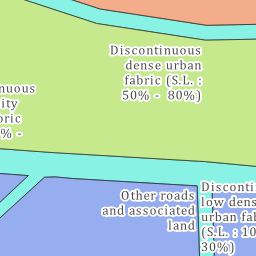 Discontinuous
dense urban
fabric (S.L. :
50% - 80%)
nuous
ity
bric
% -
Other roads
and associated
land
Disconti
low dens
urban fa
(S.L. : 10
30%)